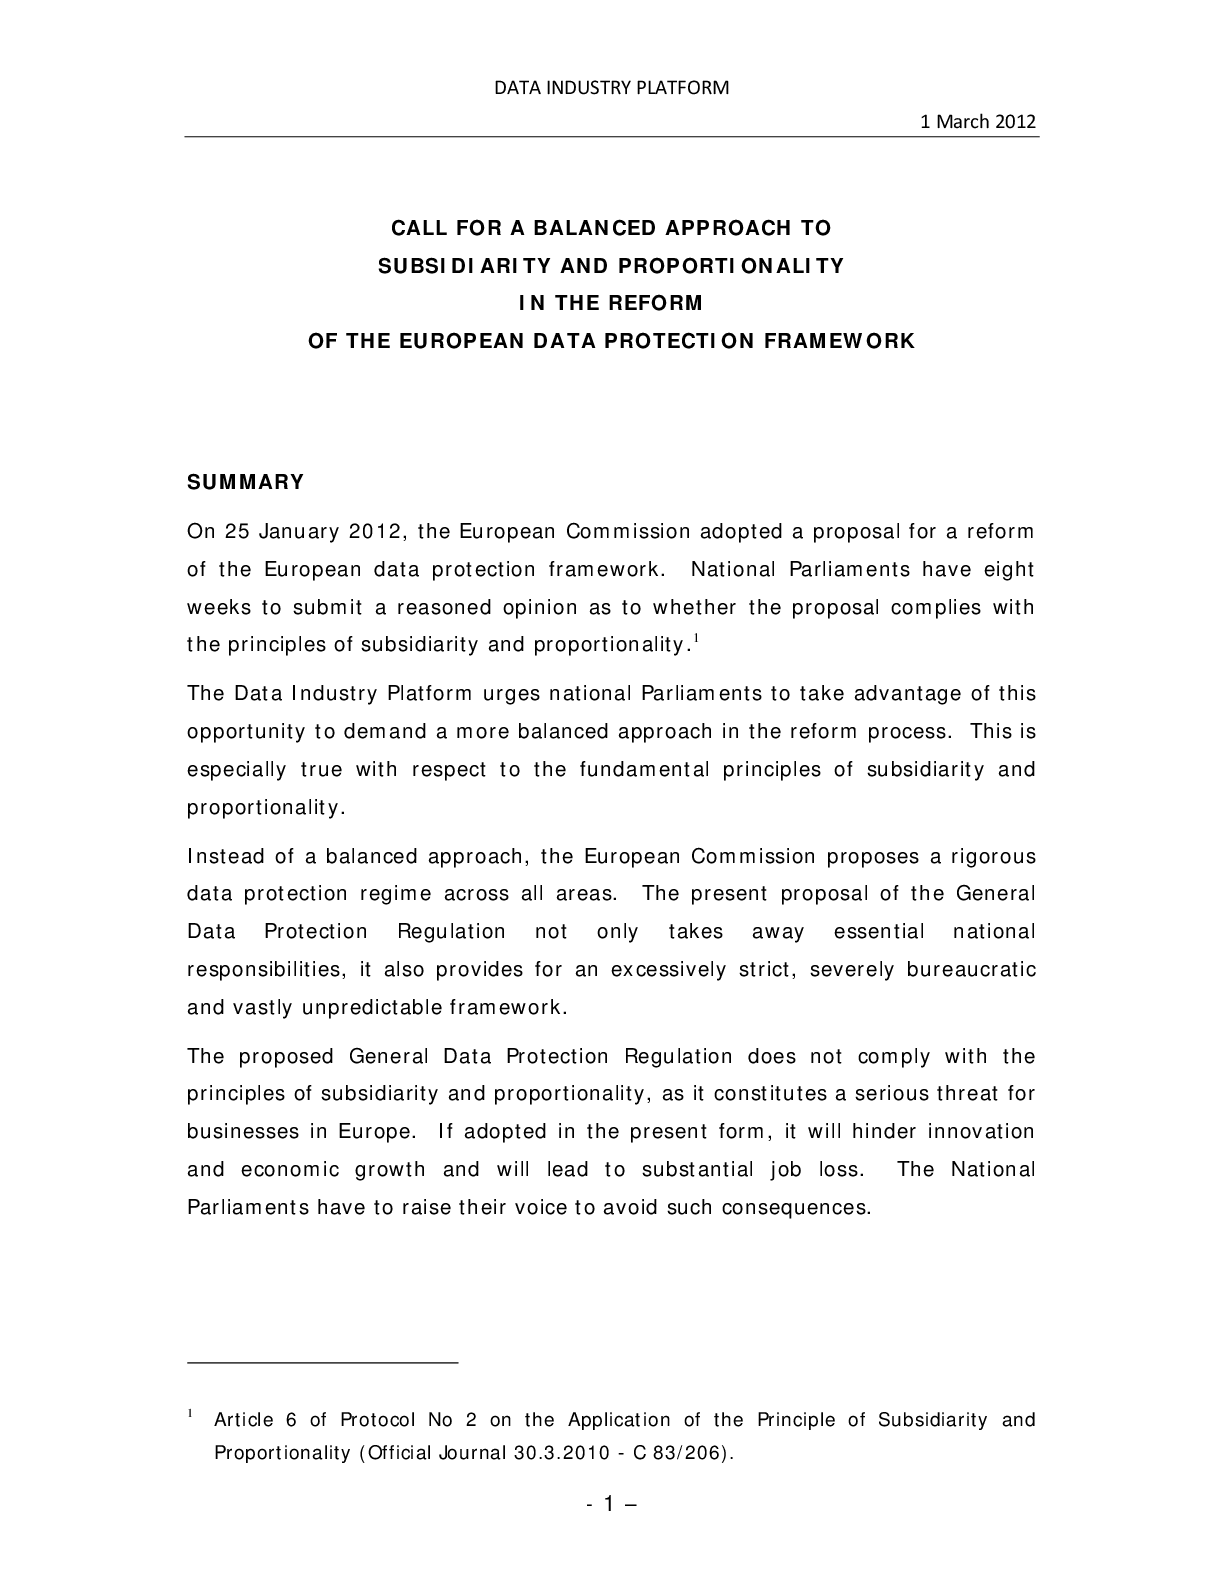 DATA INDUSTRY PLATFORM
1 March 2012
CALL FOR A BALANCED APPROACH TO
SUBSIDIARITY AND PROPORTIONALITY
IN THE REFORM
OF THE EUROPEAN DATA PROTECTION FRAMEWORK
SUMMARY
On 25 January 2012, the European Commission adopted a proposal for a reform
of the European data protection framework. National Parliaments have eight
weeks to submit a reasoned opinion as to whether the proposal complies with
the principles of subsidiarity and proportionality.1
The Data Industry Platform urges national Parliaments to take advantage of this
opportunity to demand a more balanced approach in the reform process. This is
especially true with respect to the fundamental principles of subsidiarity and
proportionality.
Instead of a balanced approach, the European Commission proposes a rigorous
data protection regime across all areas. The present proposal of the General
Data Protection Regulation not only takes away essential national
responsibilities, it also provides for an excessively strict, severely bureaucratic
and vastly unpredictable framework.
The proposed General Data Protection Regulation does not comply with the
principles of subsidiarity and proportionality, as it constitutes a serious threat for
businesses in Europe. If adopted in the present form, it will hinder innovation
and economic growth and will lead to substantial job loss. The National
Parliaments have to raise their voice to avoid such consequences.
1 Article 6 of Protocol No 2 on the Application of the Principle of Subsidiarity and
Proportionality (Official Journal 30.3.2010 - C 83/206).
- 1 –